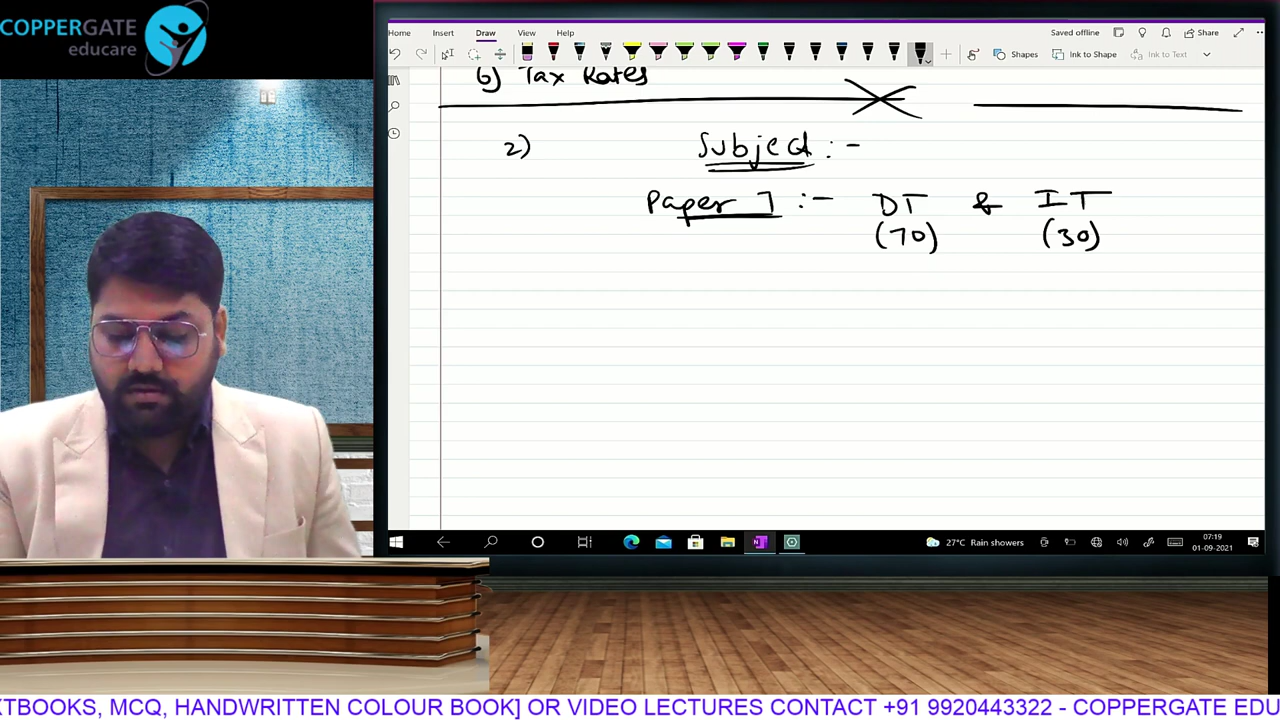 COPPERGATE
educare
Home Insert Draw View Help
Saved offline
Share
Shapes
Ink to Shape
Ink to Text
6) Tax Rates
2) Subject :-
Paper 7 :- DT & IT
(70) (30)
27°C Rain showers
07:19
01-09-2021
XTBOOKS, MCQ, HANDWRITTEN COLOUR BOOK] OR VIDEO LECTURES CONTACT +91 9920443322 - COPPERGATE EDU